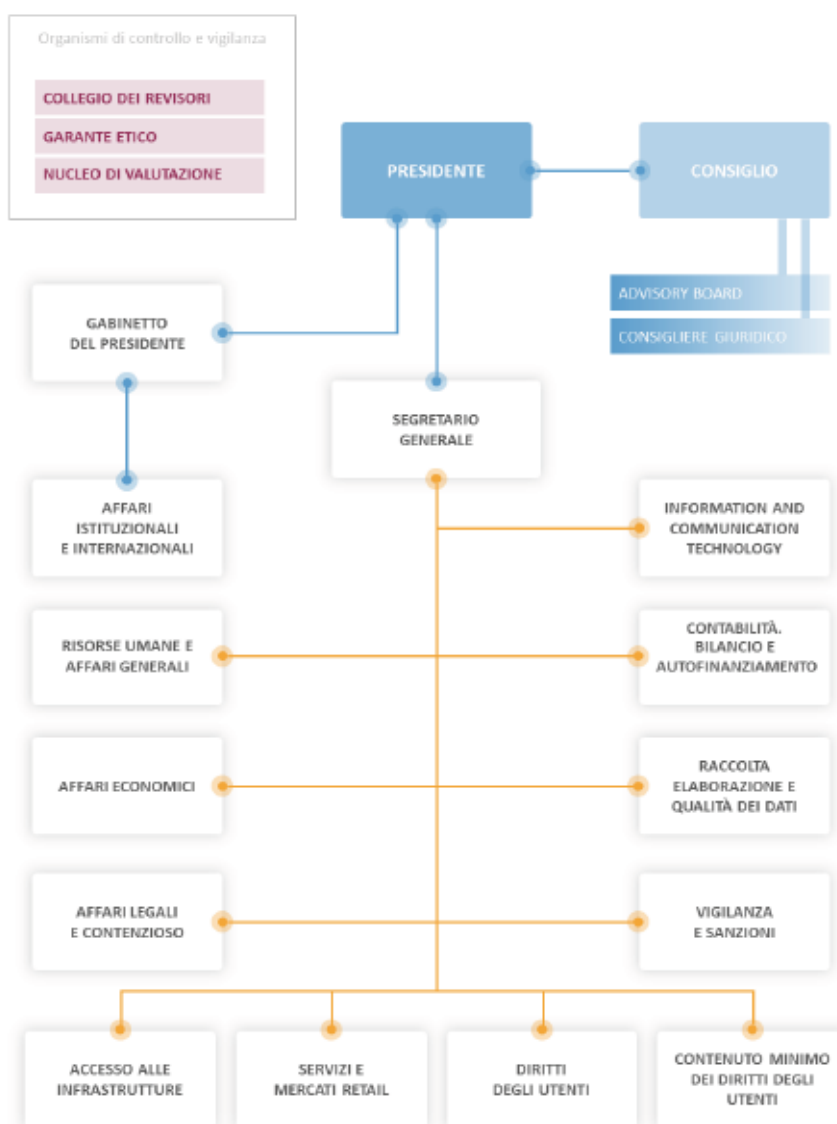 Organismi di controllo e vigilanza
COLLEGIO DEI REVISORI
GARANTE ETICO
NUCLEO DI VALUTAZIONE
PRESIDENTE
CONSIGLIO
ADVISORY BOARD
CONSIGLIERE GIURIDICO
GABINETTO
DEL PRESIDENTE
SEGRETARIO
GENERALE
AFFARI
ISTITUZIONALI
E INTERNAZIONALI
INFORMATION AND
COMMUNICATION
TECHNOLOGY
RISORSE UMANE E
AFFARI GENERALI
CONTABILITÀ.
BILANCIO E
AUTOFINANZIAMENTO
AFFARI ECONOMICI
RACCOLTA
ELABORAZIONE E
QUALITÀ DEI DATI
AFFARI LEGALI
E CONTENZIOSO
VIGILANZA
E SANZIONI
ACCESSO ALLE
INFRASTRUTTURE
SERVIZI E
MERCATI RETAIL
DIRITTI
DEGLI UTENTI
CONTENUTO MINIMO
DEI DIRITTI DEGLI
UTENTI